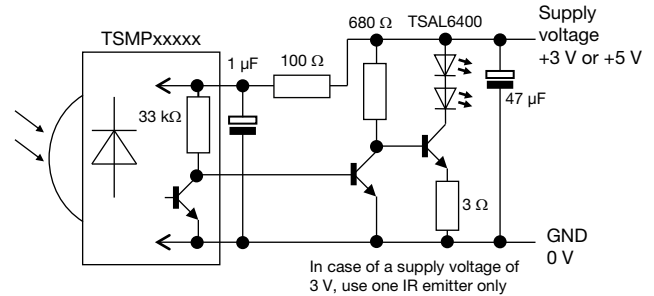 TSMPxxxxx
1 µF
100 Ω
680 Ω
TSAL6400
Supply
voltage
+3 V or +5 V
33 kΩ
47 µF
3 Ω
GND
0 V
In case of a supply voltage of
3 V, use one IR emitter only